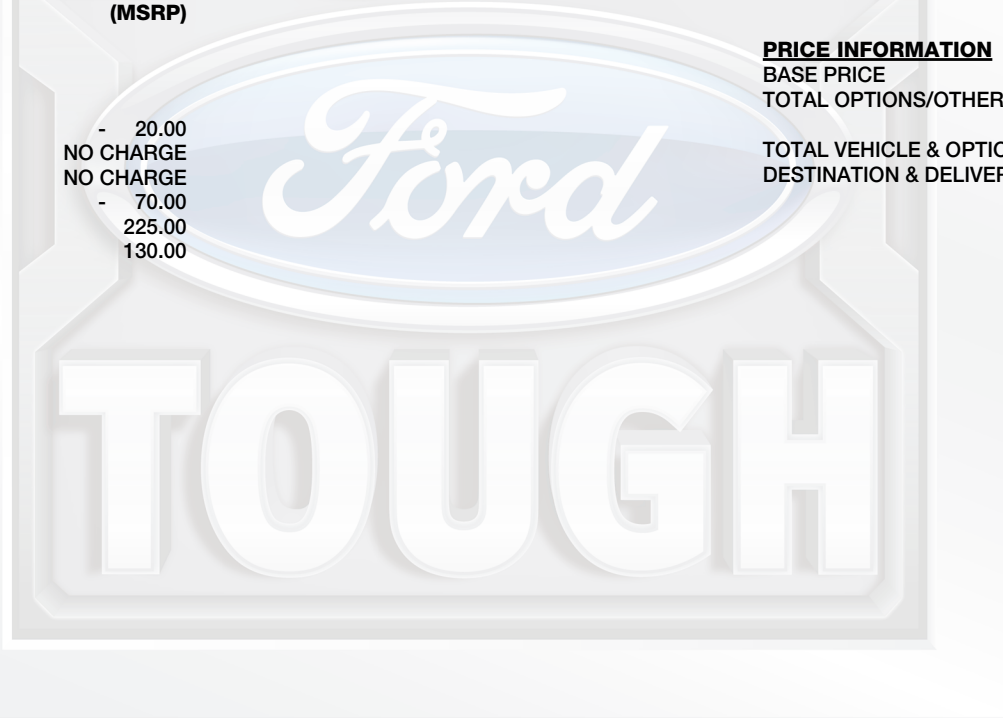 (MSRP)
- 20.00
NO CHARGE
NO CHARGE
- 70.00
225.00
130.00
PRICE INFORMATION
BASE PRICE
TOTAL OPTIONS/OTHER
TOTAL VEHICLE & OPTIO
DESTINATION & DELIVER
Ford
TOUGH